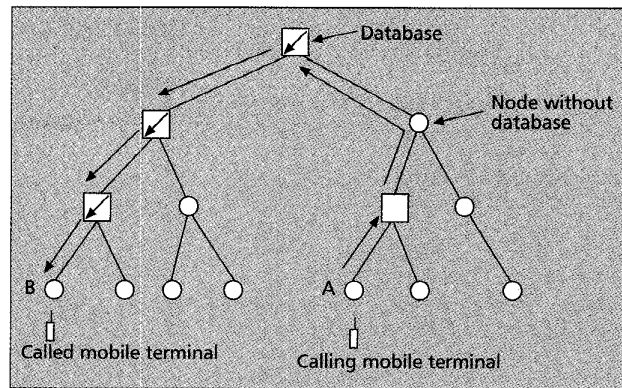 Database
Node without
database
B
A
Called mobile terminal
Calling mobile terminal